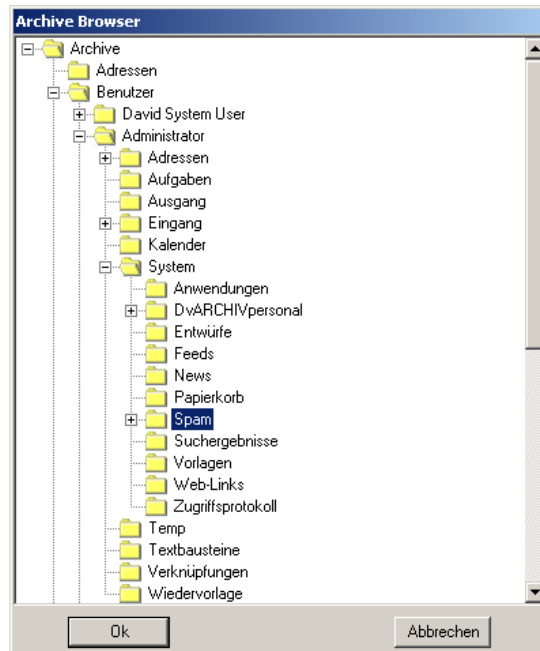 Archive Browser
Archive
Adressen
Benutzer
David System User
Administrator
Adressen
Aufgaben
Ausgang
Eingang
Kalender
System
Anwendungen
DvARCHIVpersonal
Entwürfe
Feeds
News
Papierkorb
Spam
Suchergebnisse
Vorlagen
Web-Links
Zugriffsprotokoll
Temp
Textbausteine
Verknüpfungen
Wiedervorlage
Ok Abbrechen